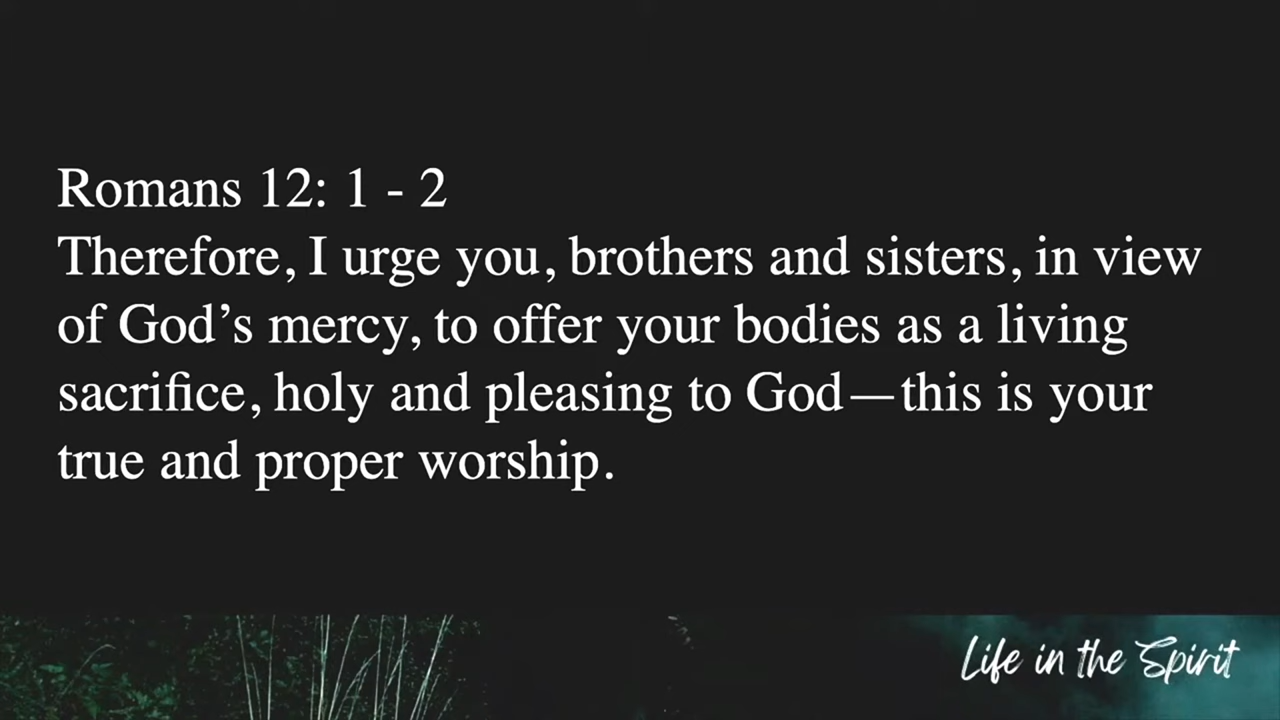 Romans 12: 1 - 2
Therefore, I urge you, brothers and sisters, in view
of God’s mercy, to offer your bodies as a living
sacrifice, holy and pleasing to God—this is your
true and proper worship.
Life in the Spirit